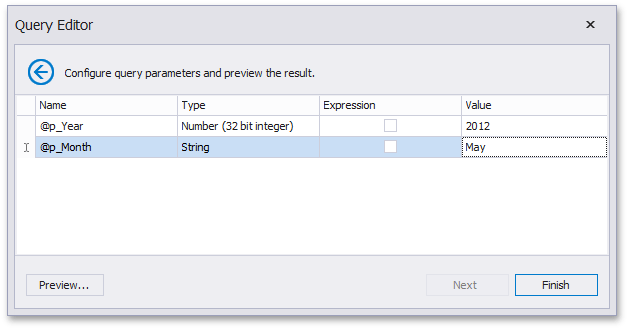 Query Editor
Configure query parameters and preview the result.
Name Type Expression Value
@p_Year Number (32 bit integer) 2012
@p_Month String May
Preview... Next Finish